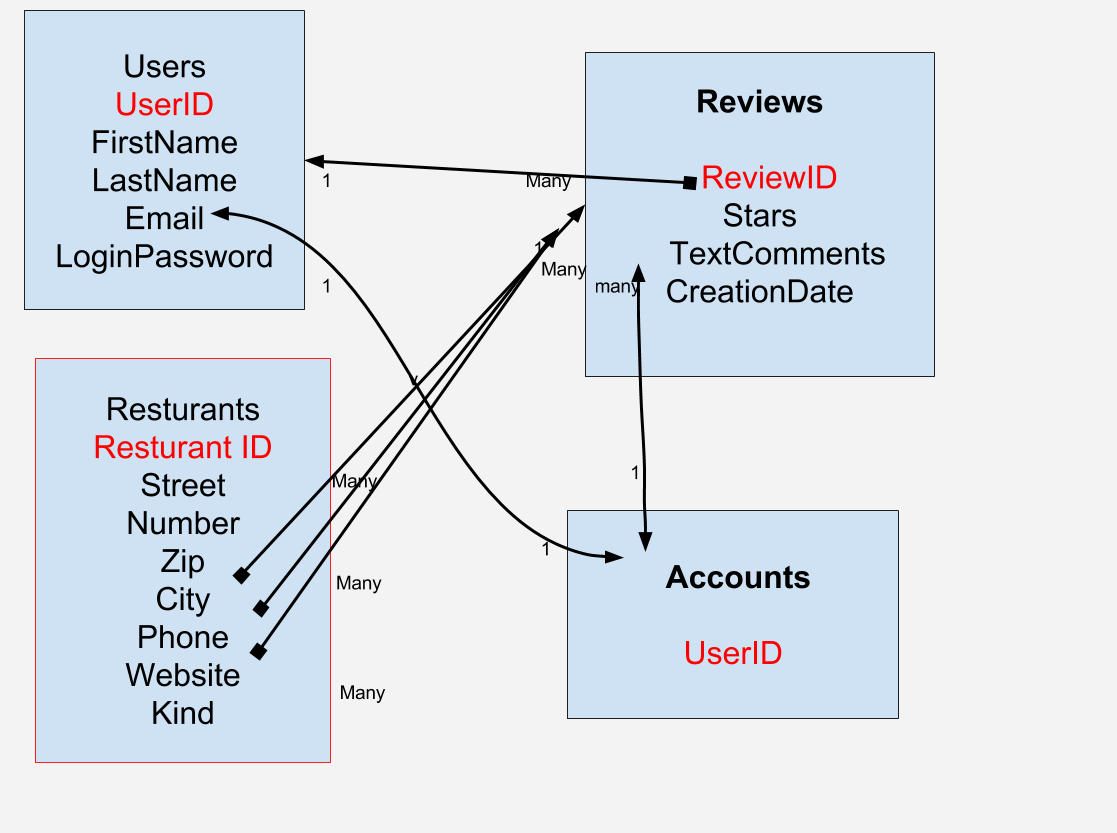 Users
UserID
FirstName
LastName
Email
LoginPassword
1
1
Many
1
Many
many
Reviews
ReviewID
Stars
TextComments
CreationDate
Resturants
Resturant ID
Street
Number
Zip
City
Phone
Website
Kind
Many
Many
Many
1
1
Accounts
UserID